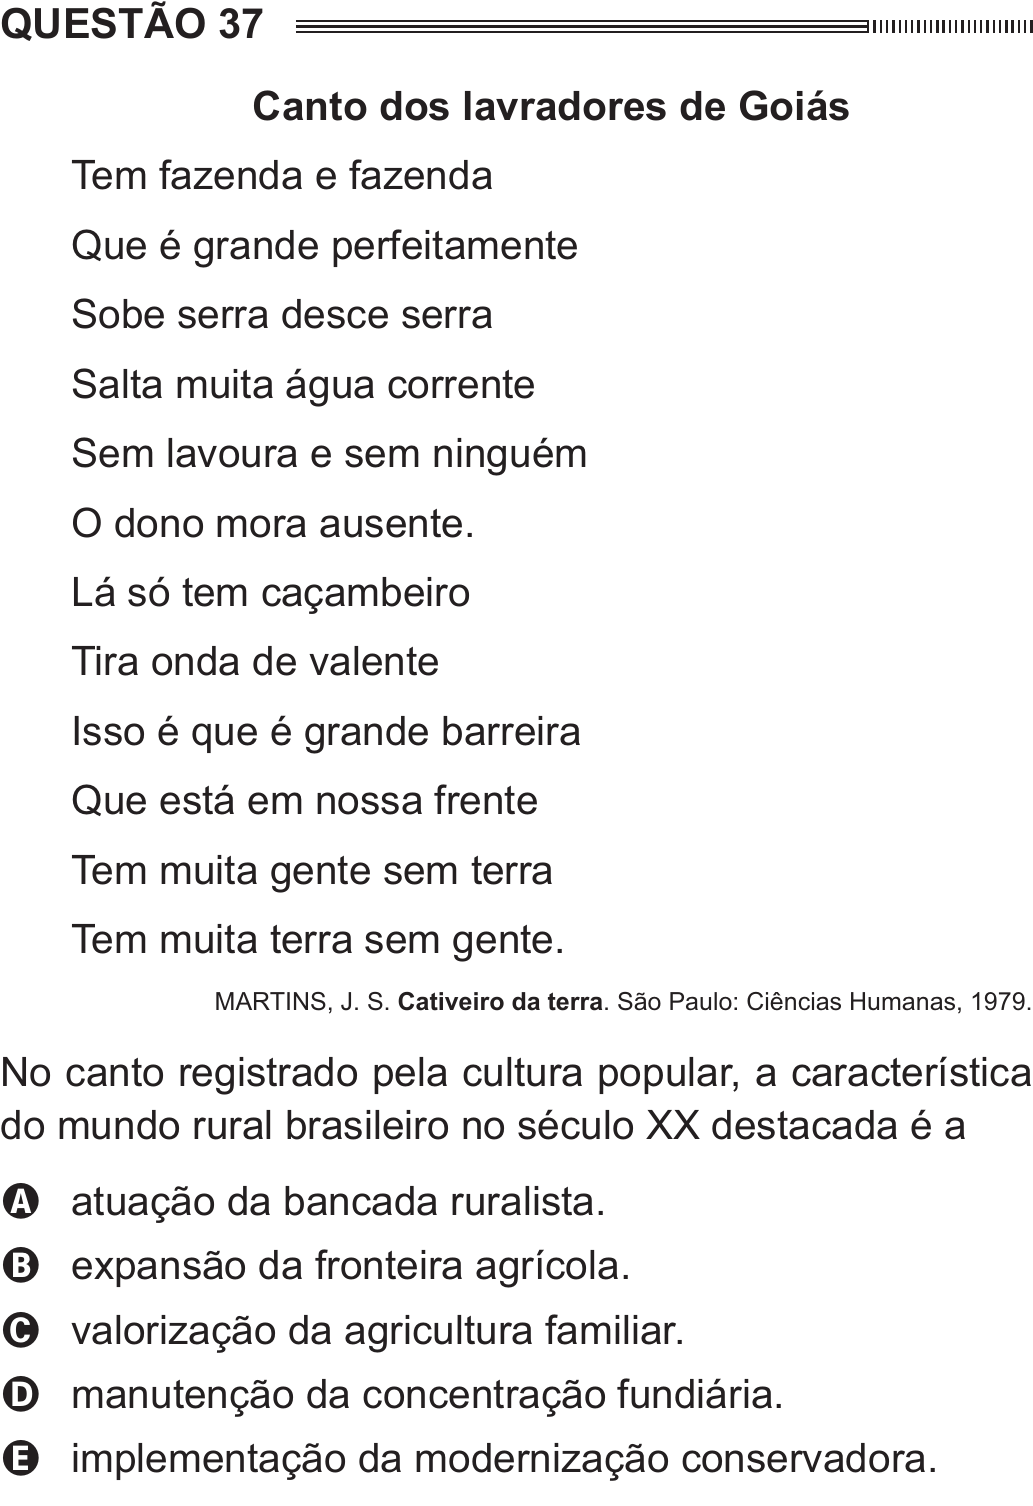 QUESTÃO 37
Canto dos lavradores de Goiás
Tem fazenda e fazenda
Que é grande perfeitamente
Sobe serra desce serra
Salta muita água corrente
Sem lavoura e sem ninguém
O dono mora ausente.
Lá só tem caçambeiro
Tira onda de valente
Isso é que é grande barreira
Que está em nossa frente
Tem muita gente sem terra
Tem muita terra sem gente.
MARTINS, J. S. Cativeiro da terra. São Paulo: Ciências Humanas, 1979.
No canto registrado pela cultura popular, a característica
do mundo rural brasileiro no século XX destacada é a
A atuação da bancada ruralista.
B expansão da fronteira agrícola.
C valorização da agricultura familiar.
D manutenção da concentração fundiária.
E implementação da modernização conservadora.